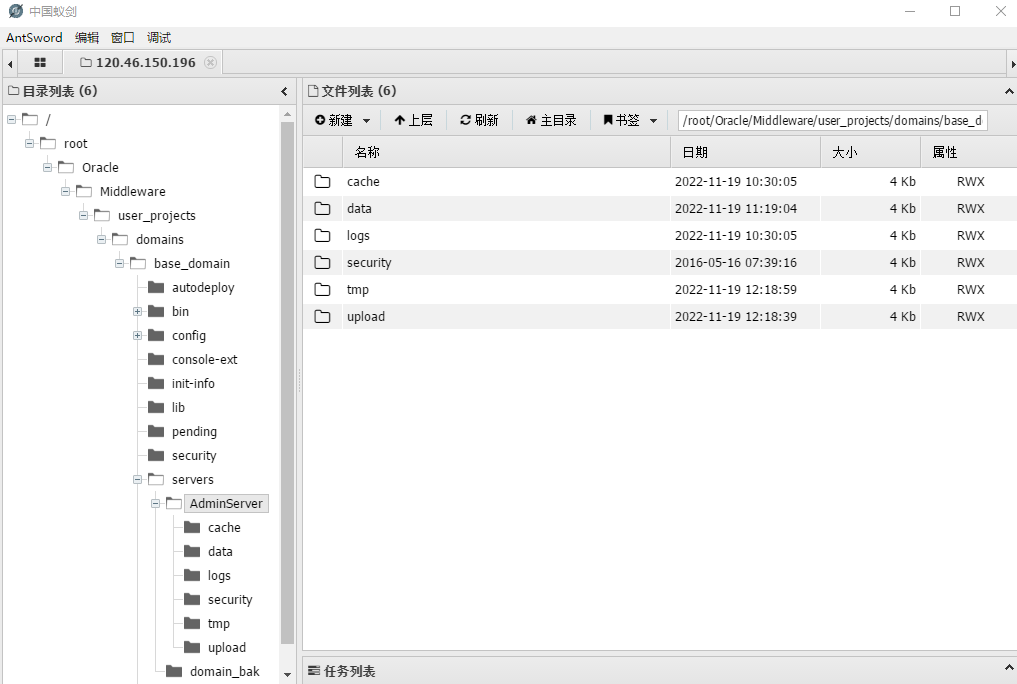 中国蚁剑
AntSword 编辑 窗口 调试
120.46.150.196
目录列表 (6)
/
root
Oracle
Middleware
user_projects
domains
base_domain
autodeploy
bin
config
console-ext
init-info
lib
pending
security
servers
AdminServer
cache
data
logs
security
tmp
upload
domain_bak
文件列表 (6)
新建 上层 刷新 主目录 书签 /root/Oracle/Middleware/user_projects/domains/base_d
名称 日期 大小 属性
cache 2022-11-19 10:30:05 4 Kb RWX
data 2022-11-19 11:19:04 4 Kb RWX
logs 2022-11-19 10:30:05 4 Kb RWX
security 2016-05-16 07:39:16 4 Kb RWX
tmp 2022-11-19 12:18:59 4 Kb RWX
upload 2022-11-19 12:18:39 4 Kb RWX
任务列表